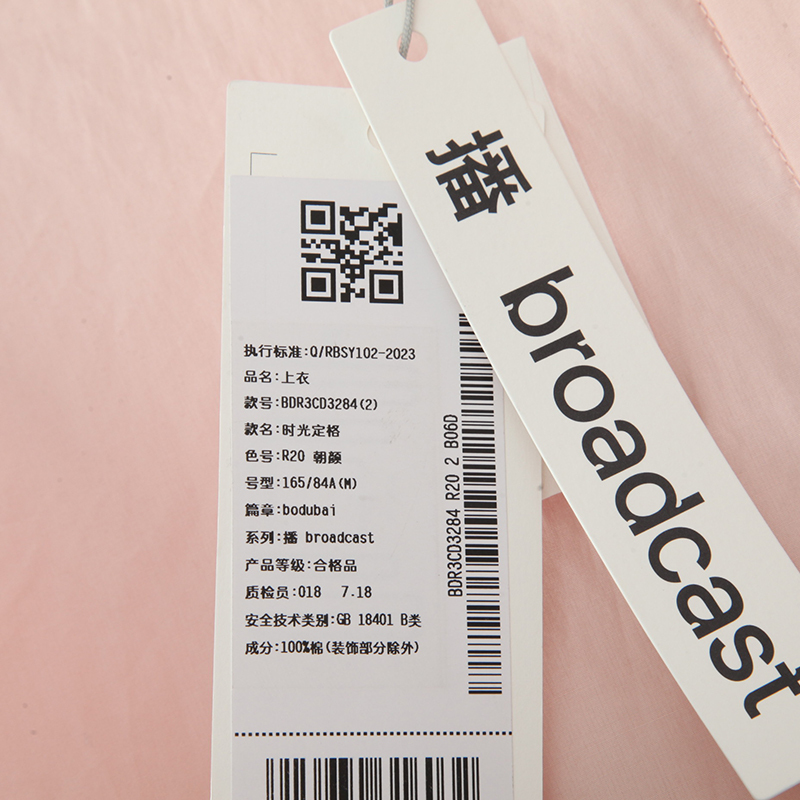 播 broadcast
执行标准:Q/RBSY102-2023
品名:上衣
款号:BDR3CD3284(2)
款名:时光定格
色号:R20 朝颜
号型:165/84A(M)
篇章:bodubai
系列:播 broadcast
产品等级:合格品
质检员:018 7.18
安全技术类别:GB 18401 B类
成分:100%棉(装饰部分除外)
BDR3CD3284 R20 2 B06D